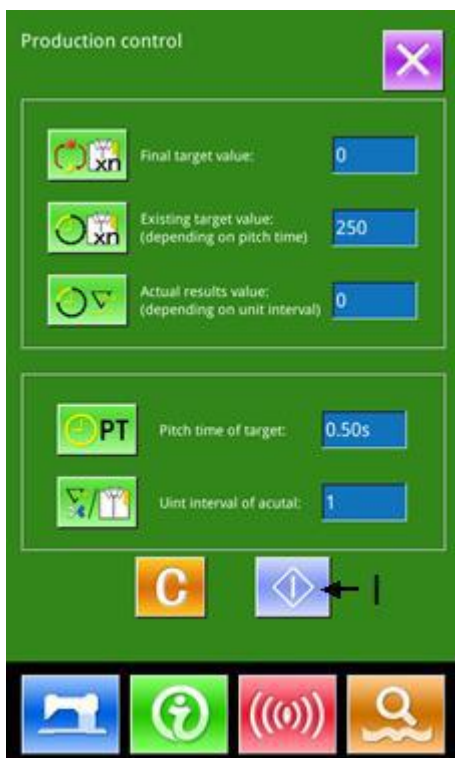 Production control
xn
Final target value:
0
xn
Existing target value:
(depending on pitch time)
250
Actual results value:
(depending on unit interval)
0
PT
Pitch time of target:
0.50s
Uint interval of acutal:
1
C
I